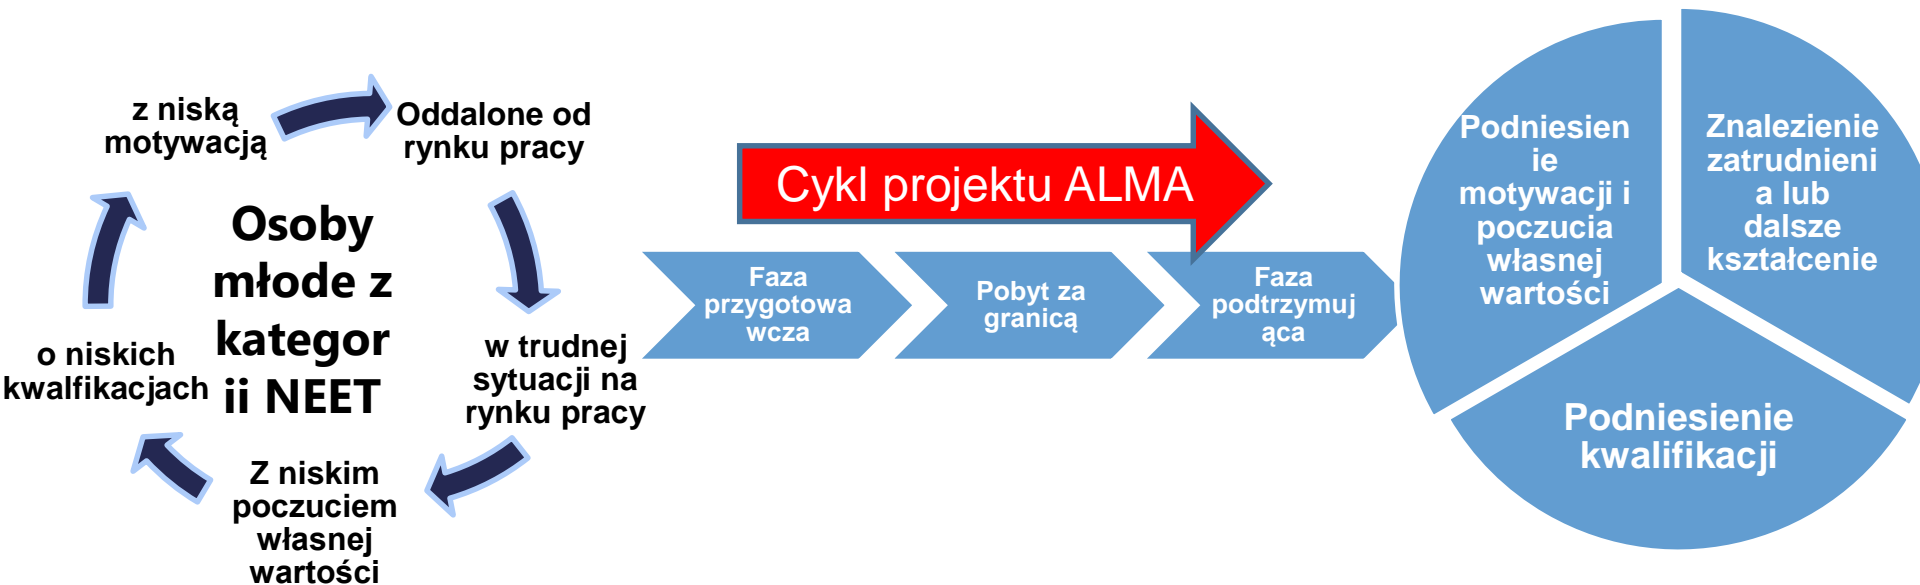 z niską
motywacją
Oddalone od
rynku pracy
w trudnej
sytuacji na
rynku pracy
Z niskim
poczuciem
własnej
wartości
o niskich
kwalfikacjach
Osoby
młode z
kategor
ii NEET
Cykl projektu ALMA
Faza
przygotowa
wcza
Pobyt za
granicą
Faza
podtrzymuj
ąca
Podniesien
ie
motywacji i
poczucia
własnej
wartości
Znalezienie
zatrudnieni
a lub
dalsze
kształcenie
Podniesienie
kwalifikacji